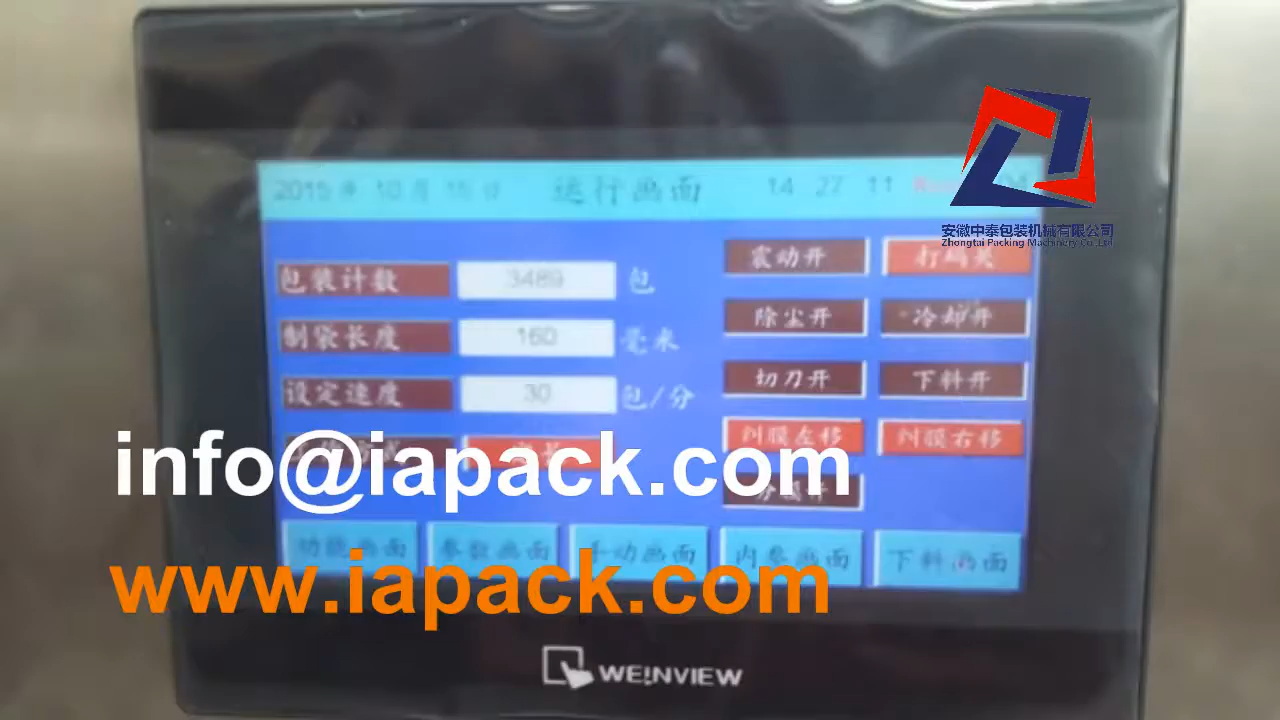 2015 年 10 月 15 日 运行画面 14 27 11
安徽中泰包装机械有限公司
Zhongtai Packing Machinery Co.,Ltd
震动开 打码关
包装计数 3489 包
除尘开 冷却开
制袋长度 160 毫米
切刀开 下料开
设定速度 30 包/分
纠膜左移 纠膜右移
info@iapack.com
功能画面 参数画面 手动画面 内参画面 下料画面
www.iapack.com
WEINVIEW